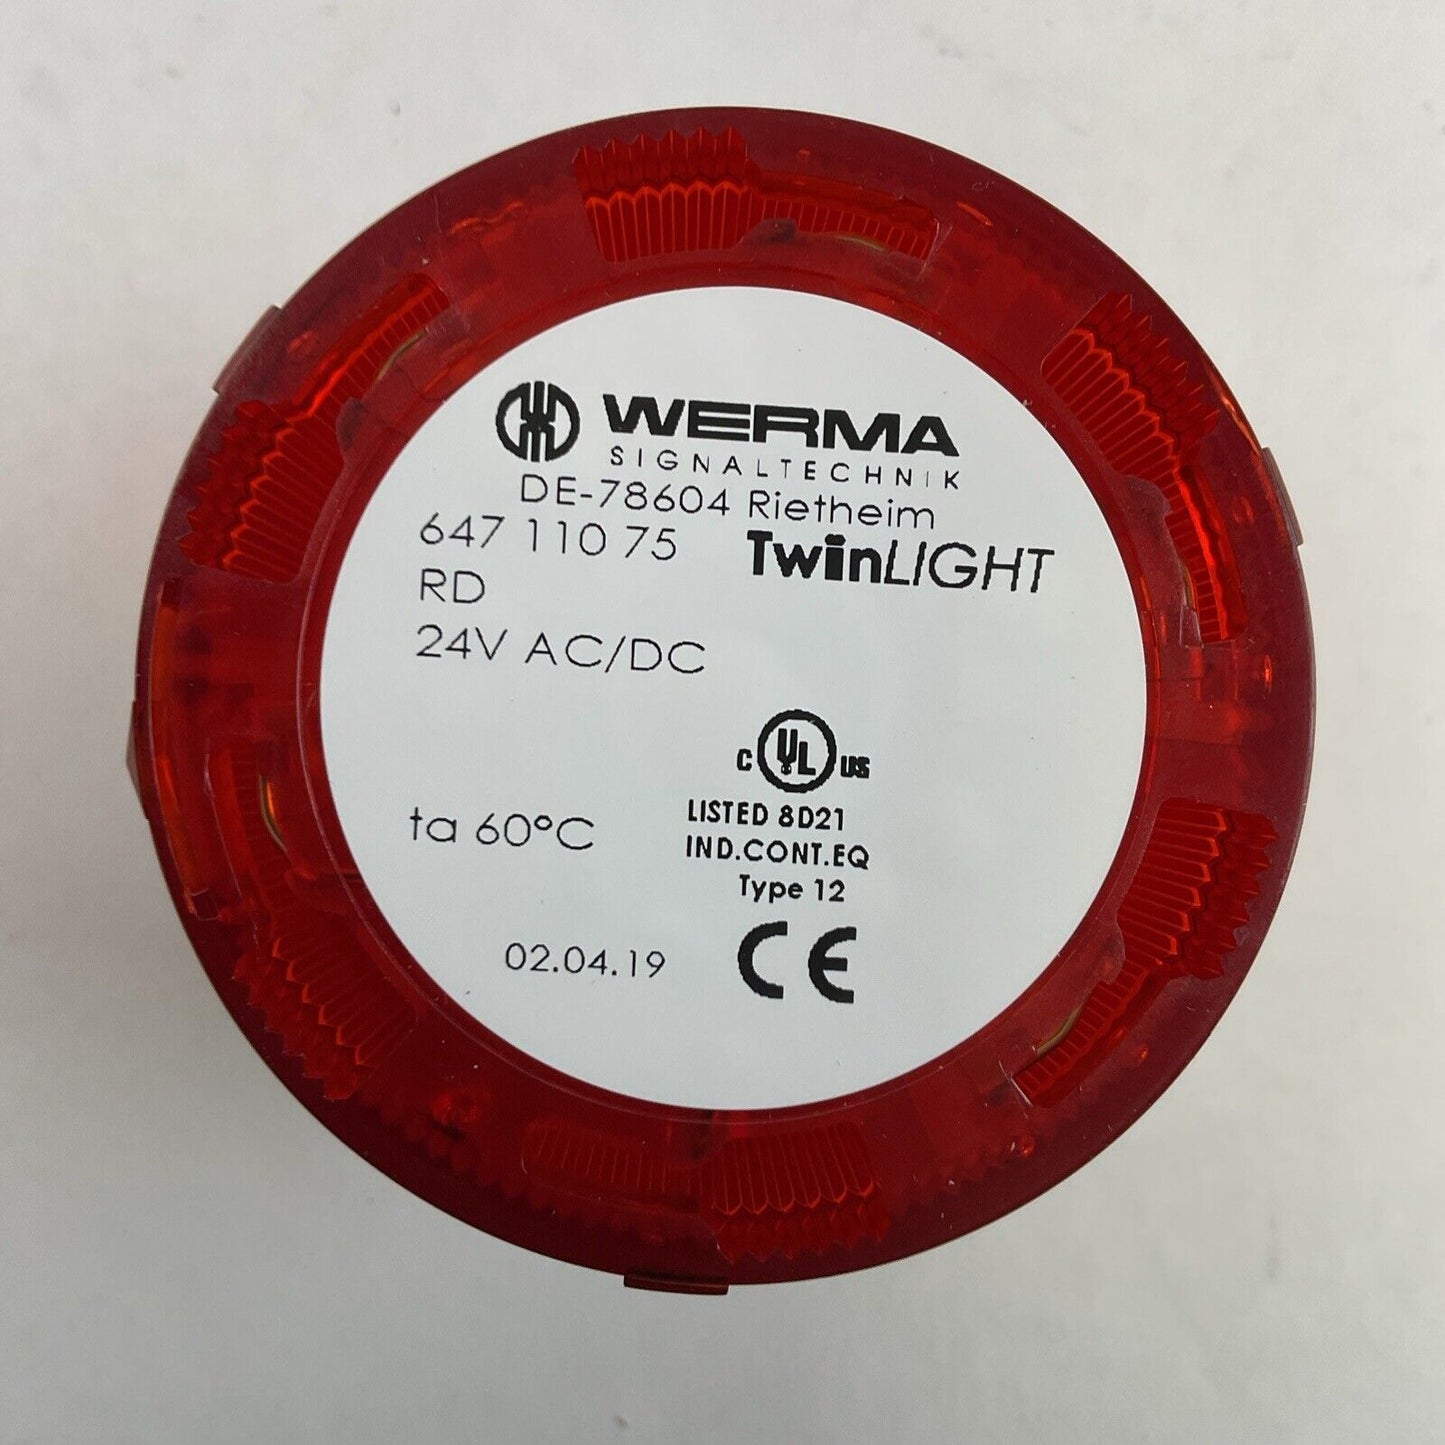 WERMA
SIGNALTECHNIK
DE-78604 Rietheim
647 110 75 TwinLIGHT
RD
24V AC/DC
C UL US
LISTED 8D21
IND.CONT.EQ
Type 12
ta 60°C
02.04.19 CE